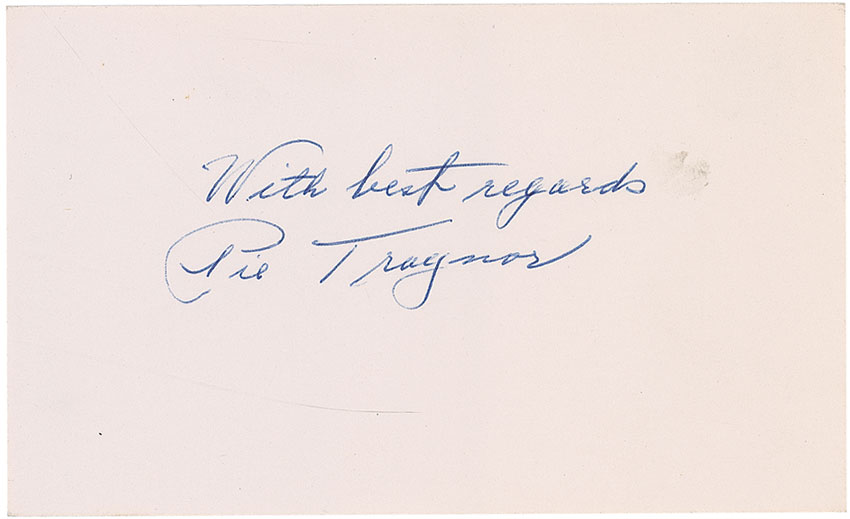 With best regards
Pie Traynor